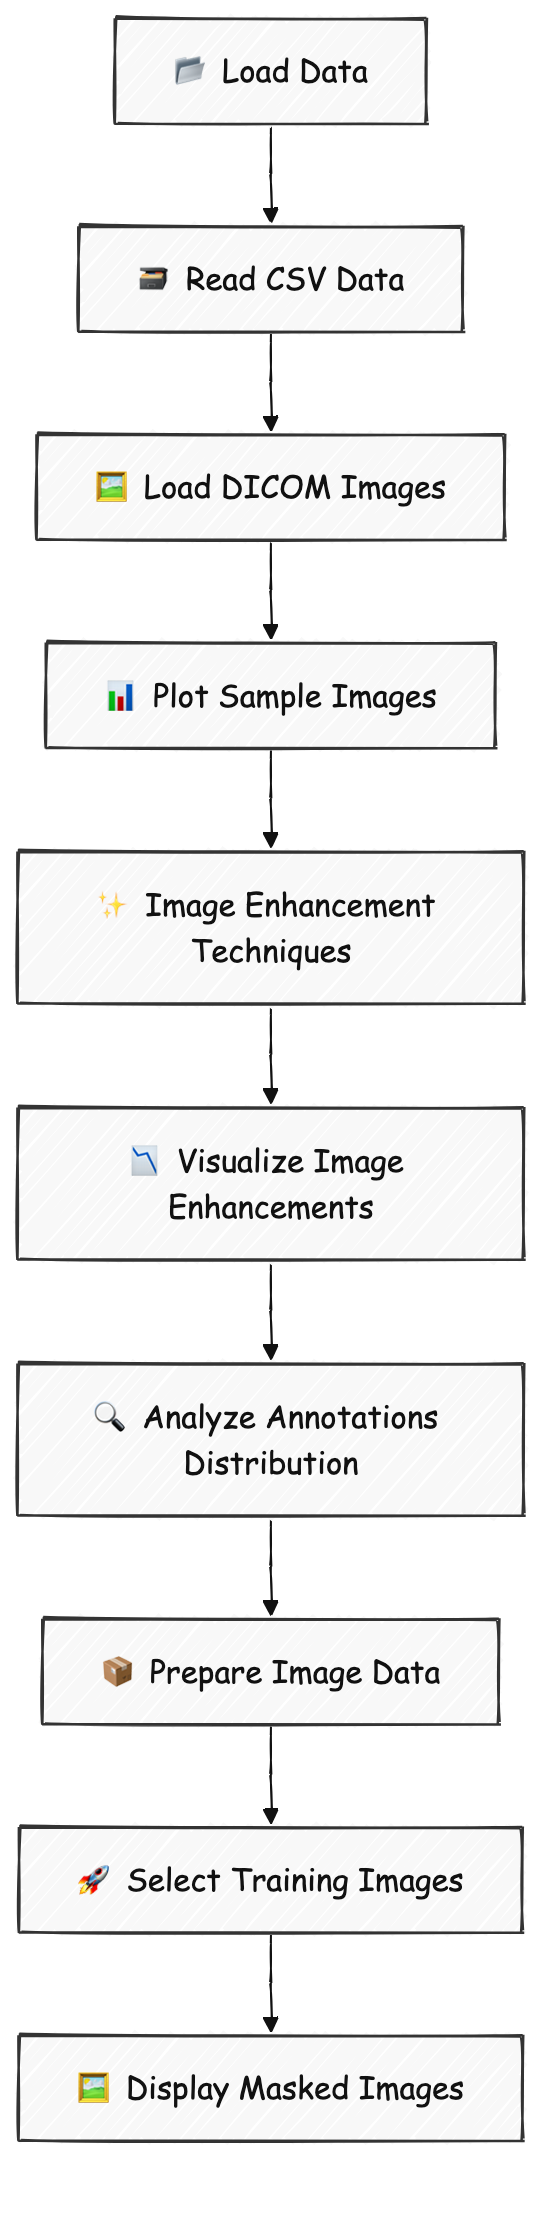 Load Data
Read CSV Data
Load DICOM Images
Plot Sample Images
Image Enhancement
Techniques
Visualize Image
Enhancements
Analyze Annotations
Distribution
Prepare Image Data
Select Training Images
Display Masked Images